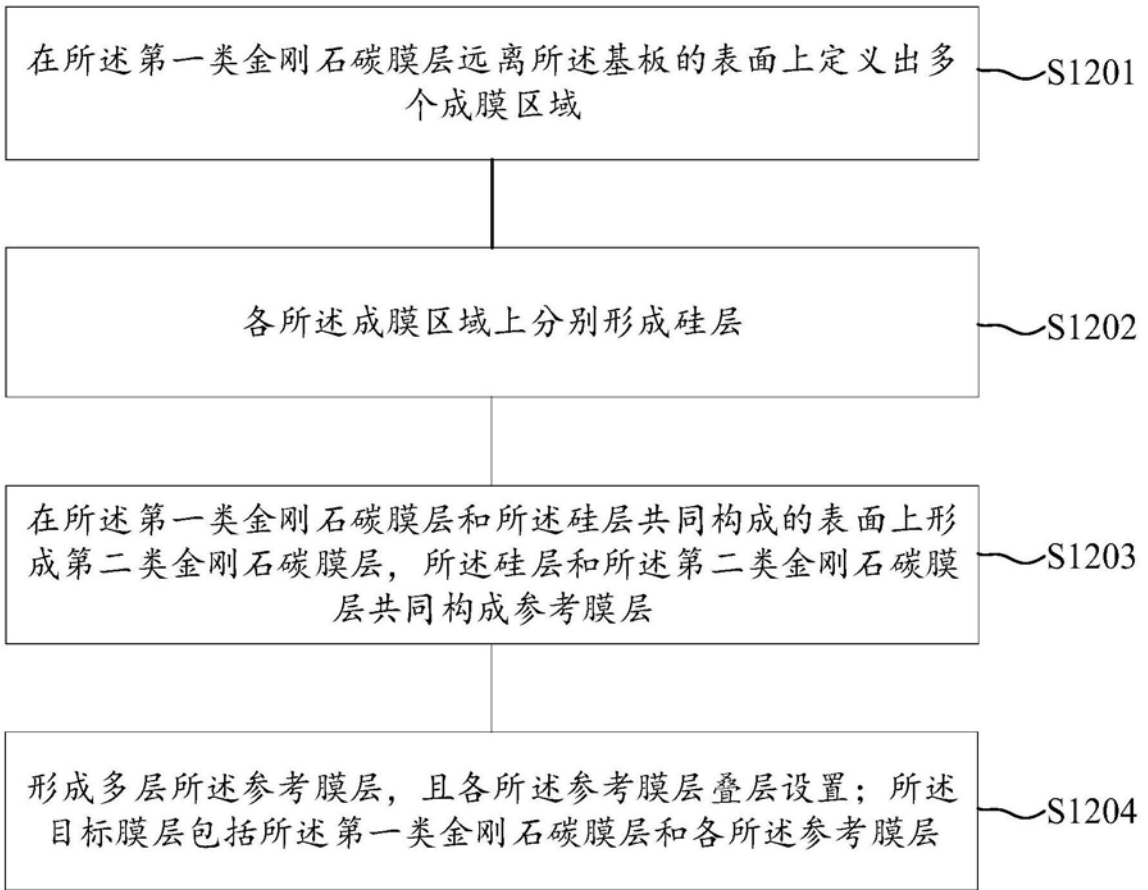 在所述第一类金刚石碳膜层远离所述基板的表面上定义出多
个成膜区域
S1201
各所述成膜区域上分别形成硅层
S1202
在所述第一类金刚石碳膜层和所述硅层共同构成的表面上形
成第二类金刚石碳膜层，所述硅层和所述第二类金刚石碳膜
层共同构成参考膜层
S1203
形成多层所述参考膜层，且各所述参考膜层叠层设置；所述
目标膜层包括所述第一类金刚石碳膜层和各所述参考膜层
S1204